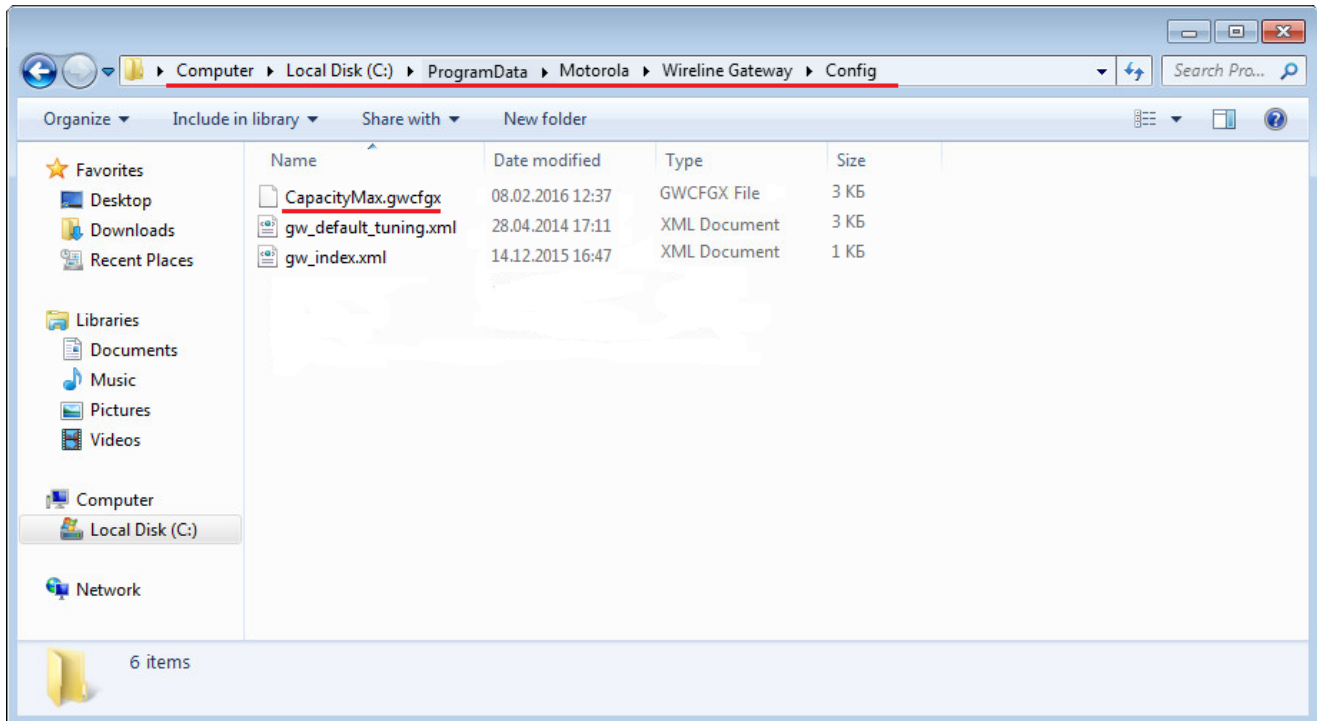 Computer Local Disk (C:) ProgramData Motorola Wireline Gateway Config
Search Pro...
Organize Include in library Share with New folder
Name Date modified Type Size
CapacityMax.gwcfgx 08.02.2016 12:37 GWCFGX File 3 КБ
gw_default_tuning.xml 28.04.2014 17:11 XML Document 3 КБ
gw_index.xml 14.12.2015 16:47 XML Document 1 КБ
Favorites
Desktop
Downloads
Recent Places
Libraries
Documents
Music
Pictures
Videos
Computer
Local Disk (C:)
Network
6 items